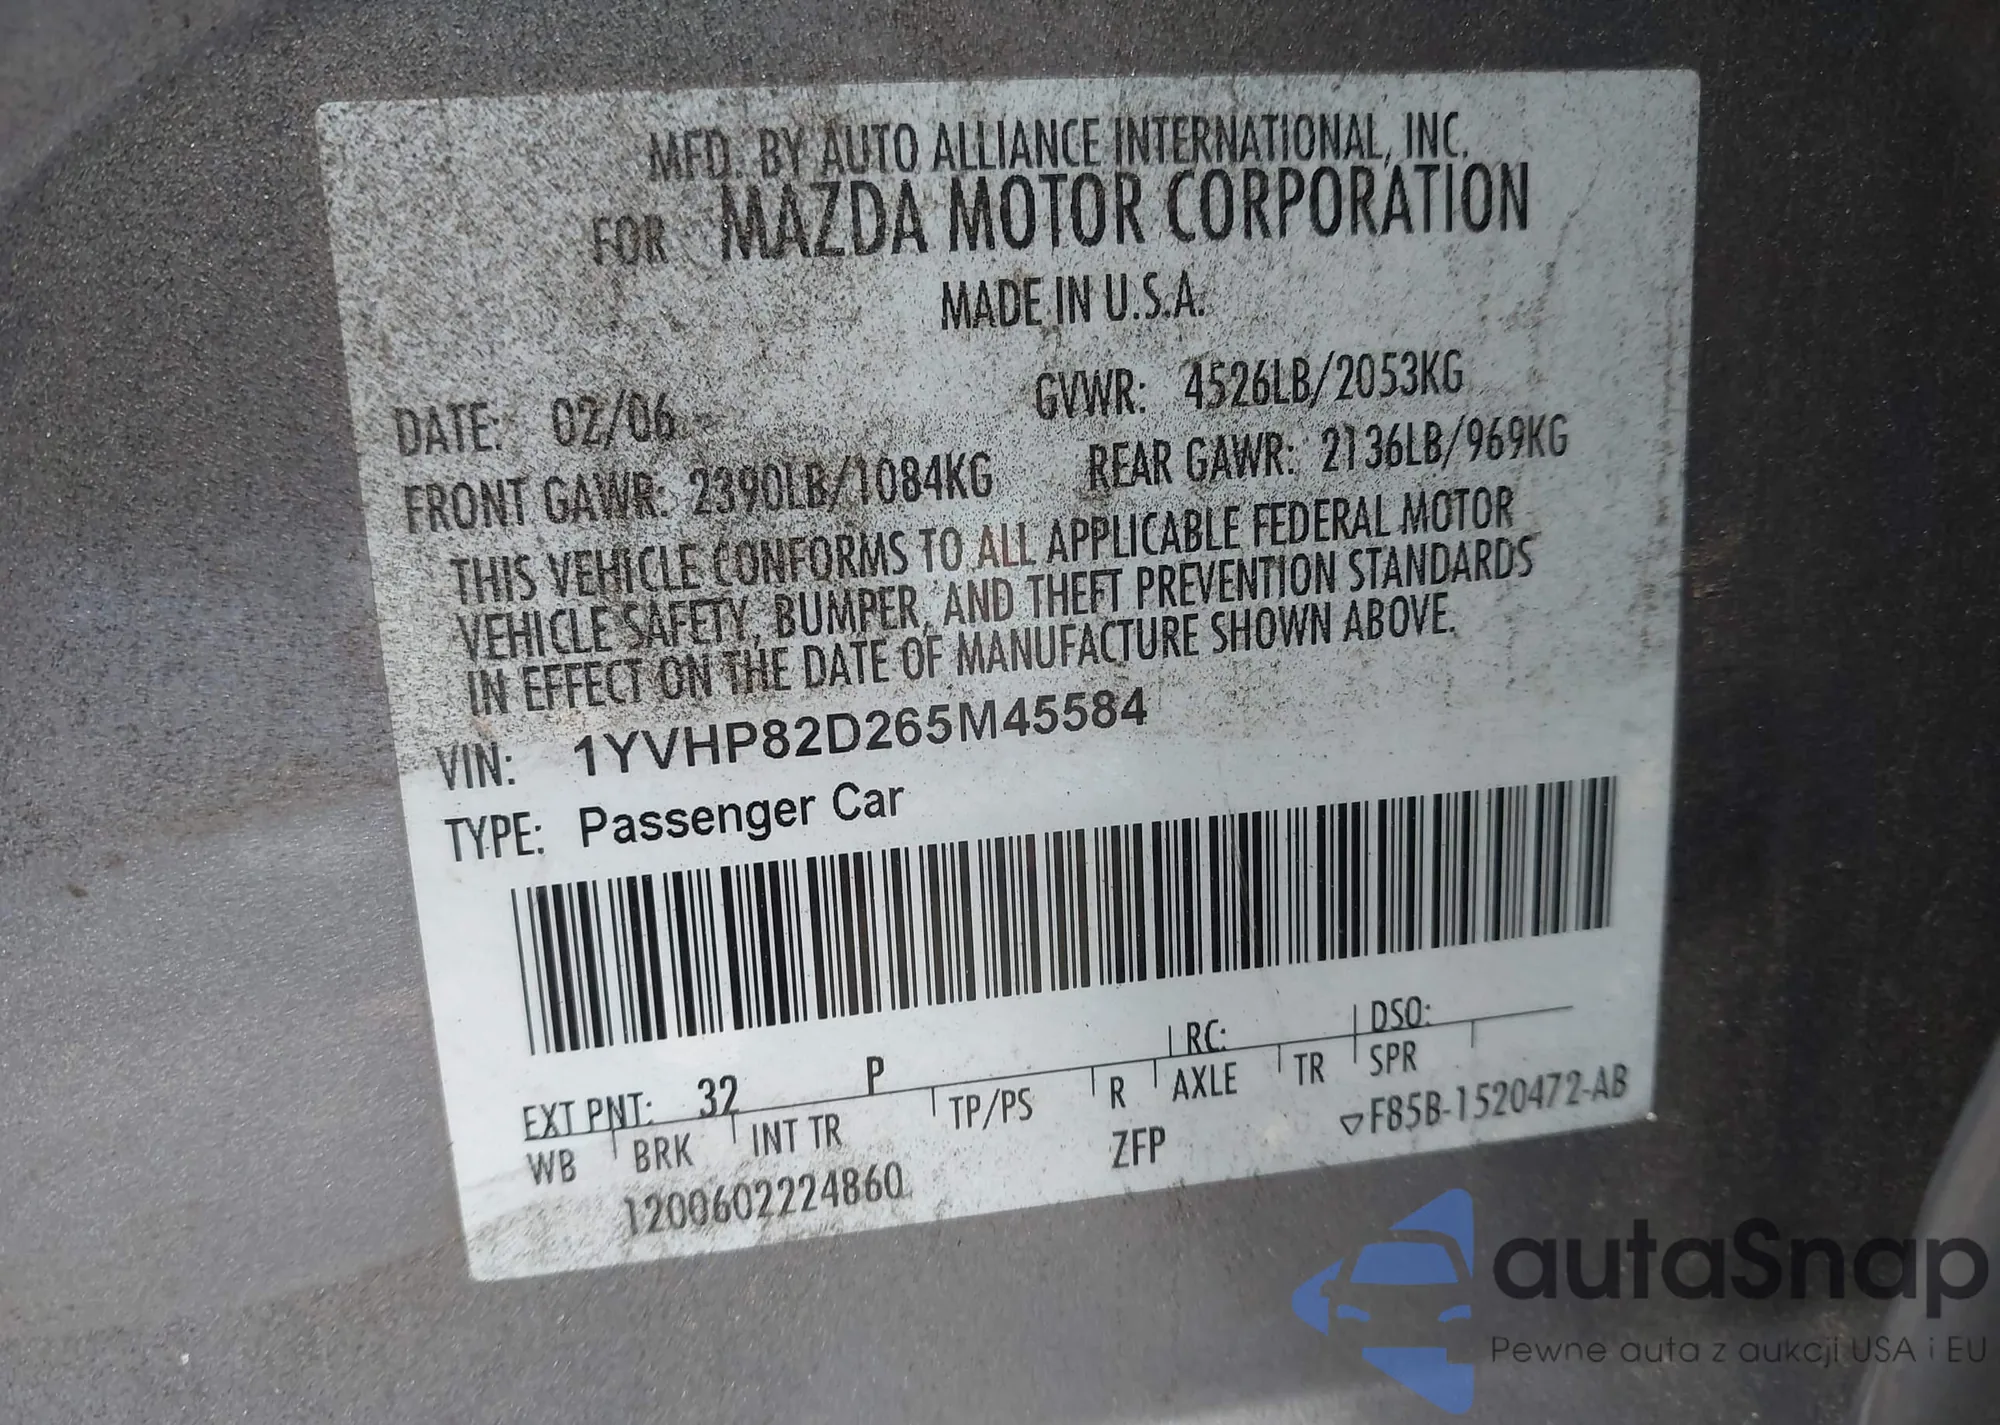 MFD. BY AUTO ALLIANCE INTERNATIONAL, INC.
FOR MAZDA MOTOR CORPORATION
MADE IN U.S.A.
DATE: 02/06 GVWR: 4526LB/2053KG
FRONT GAWR: 2390LB/1084KG REAR GAWR: 2136LB/969KG
THIS VEHICLE CONFORMS TO ALL APPLICABLE FEDERAL MOTOR
VEHICLE SAFETY, BUMPER, AND THEFT PREVENTION STANDARDS
IN EFFECT ON THE DATE OF MANUFACTURE SHOWN ABOVE.
VIN: 1YVHP82D265M45584
TYPE: Passenger Car
EXT PNT: 32 P RC: DSO:
WB BRK INT TR TP/PS R AXLE TR SPR
1200602224860 ZFP ▽F85B-1520472-AB
autaSnap
Pewne auta z aukcji USA i EU